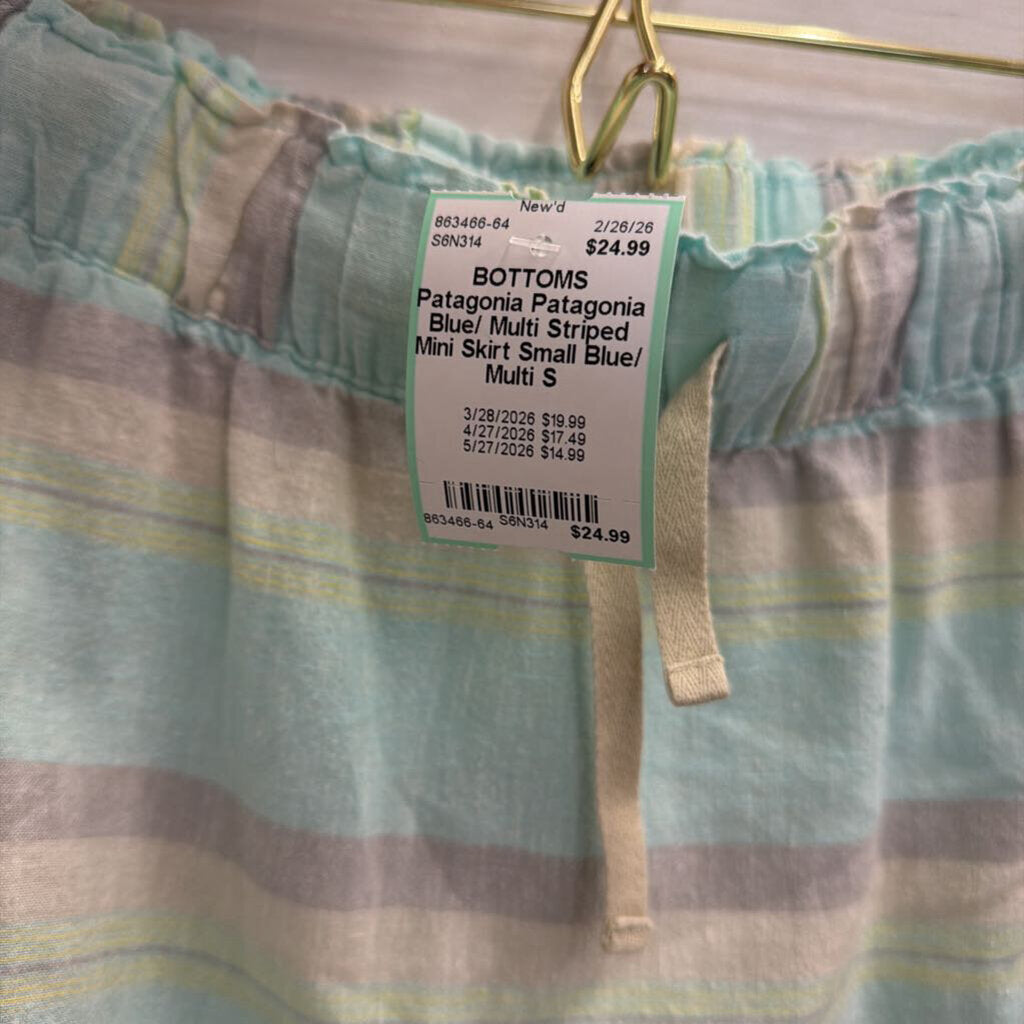 New'd
863466-64 2/26/26
S6N314 $24.99
BOTTOMS
Patagonia Patagonia
Blue/ Multi Striped
Mini Skirt Small Blue/
Multi S
3/28/2026 $19.99
4/27/2026 $17.49
5/27/2026 $14.99
863466-64 S6N314 $24.99